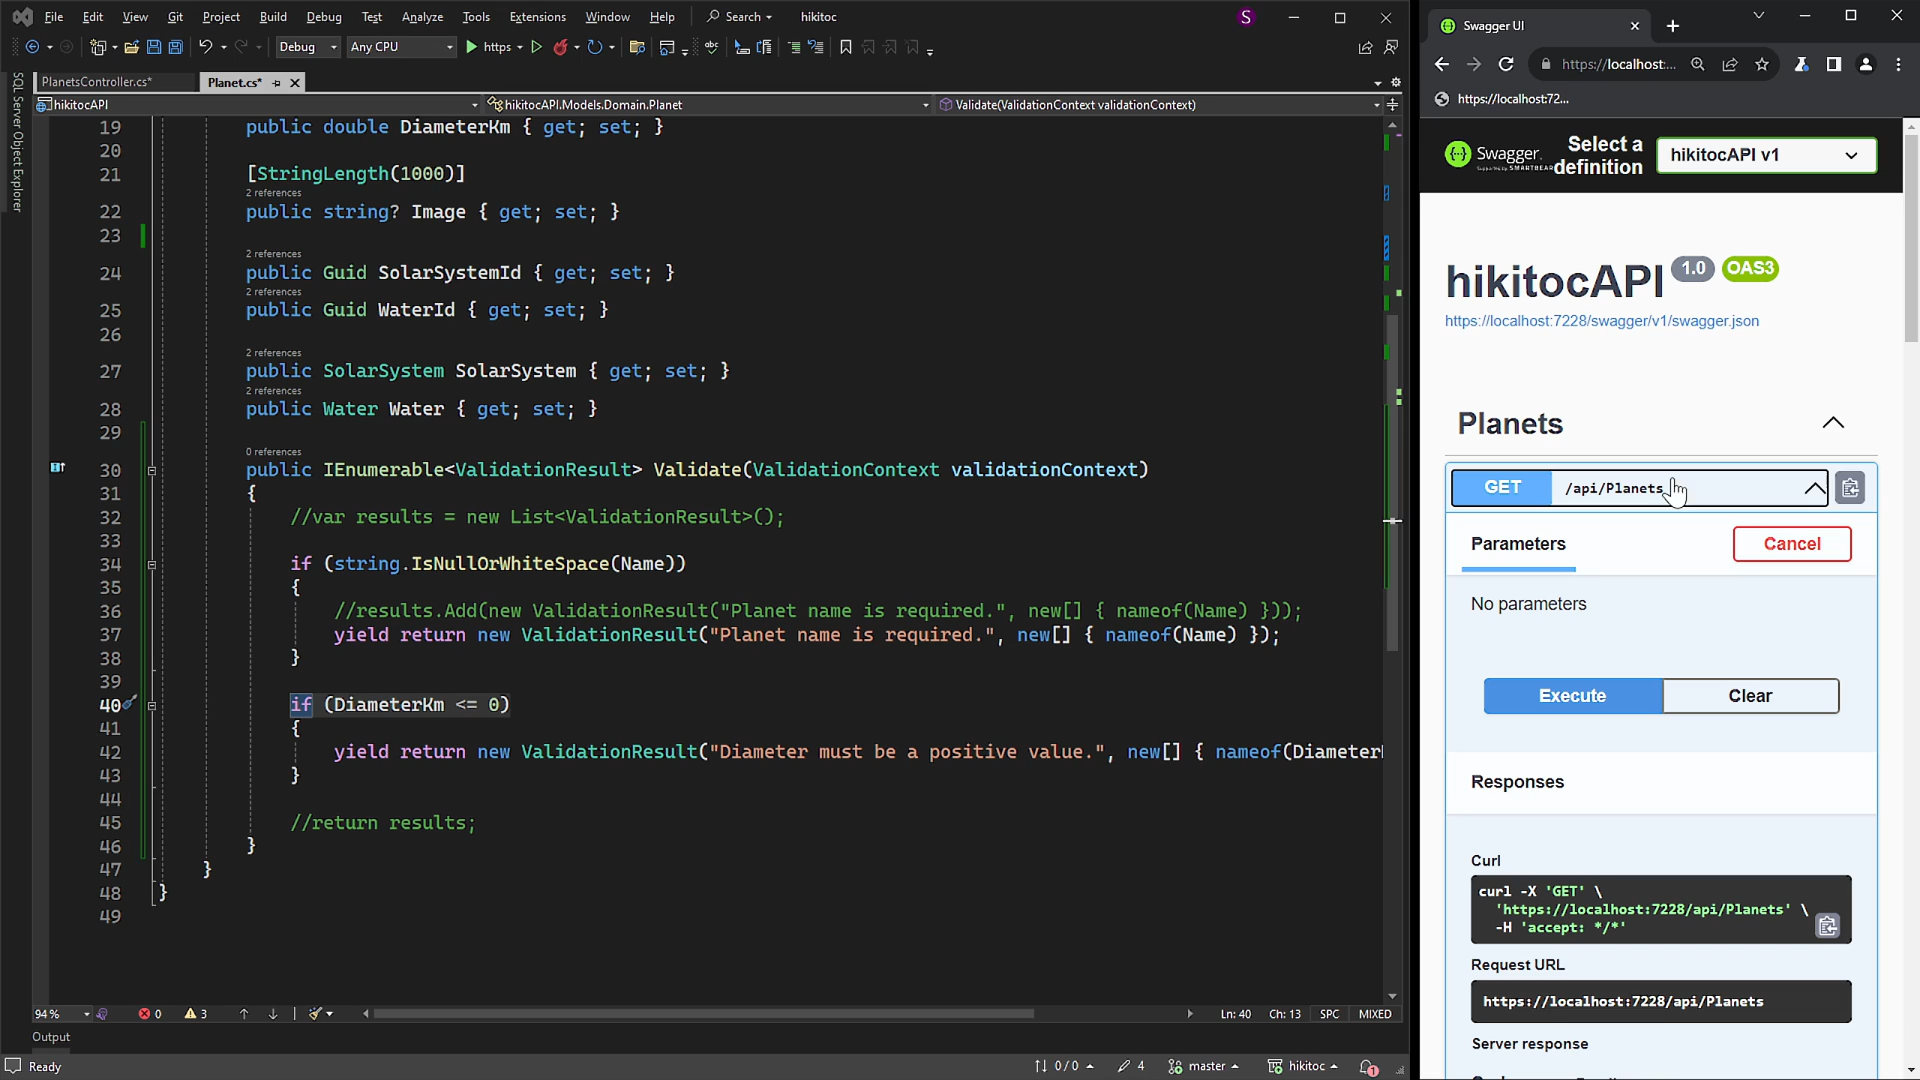 File Edit View Git Project Build Debug Test Analyze Tools Extensions Window Help Search hikitoc S
Debug Any CPU https
SQL Server Object Explorer
PlanetsController.cs* Planet.cs*
hikitocAPI hikitocAPI.Models.Domain.Planet Validate(ValidationContext validationContext)
19 public double DiameterKm { get; set; }
20
21 [StringLength(1000)]
2 references
22 public string? Image { get; set; }
23
2 references
24 public Guid SolarSystemId { get; set; }
2 references
25 public Guid WaterId { get; set; }
26
2 references
27 public SolarSystem SolarSystem { get; set; }
2 references
28 public Water Water { get; set; }
29
0 references
30 public IEnumerable<ValidationResult> Validate(ValidationContext validationContext)
31 {
32 //var results = new List<ValidationResult>();
33
34 if (string.IsNullOrWhiteSpace(Name))
35 {
36 //results.Add(new ValidationResult("Planet name is required.", new[] { nameof(Name) }));
37 yield return new ValidationResult("Planet name is required.", new[] { nameof(Name) });
38 }
39
40 if (DiameterKm <= 0)
41 {
42 yield return new ValidationResult("Diameter must be a positive value.", new[] { nameof(Diameter
43 }
44
45 //return results;
46 }
47 }
48 }
49
94 % 0 3 Ln: 40 Ch: 13 SPC MIXED
Output
Ready 0 / 0 4 master hikitoc 1
Swagger UI
https://localhost:...
https://localhost:72...
Swagger.
Supported by SMARTBEAR
Select a definition
hikitocAPI v1
hikitocAPI 1.0 OAS3
https://localhost:7228/swagger/v1/swagger.json
Planets
GET /api/Planets
Parameters Cancel
No parameters
Execute Clear
Responses
Curl
curl -X 'GET' \
'https://localhost:7228/api/Planets' \
-H 'accept: */*'
Request URL
https://localhost:7228/api/Planets
Server response